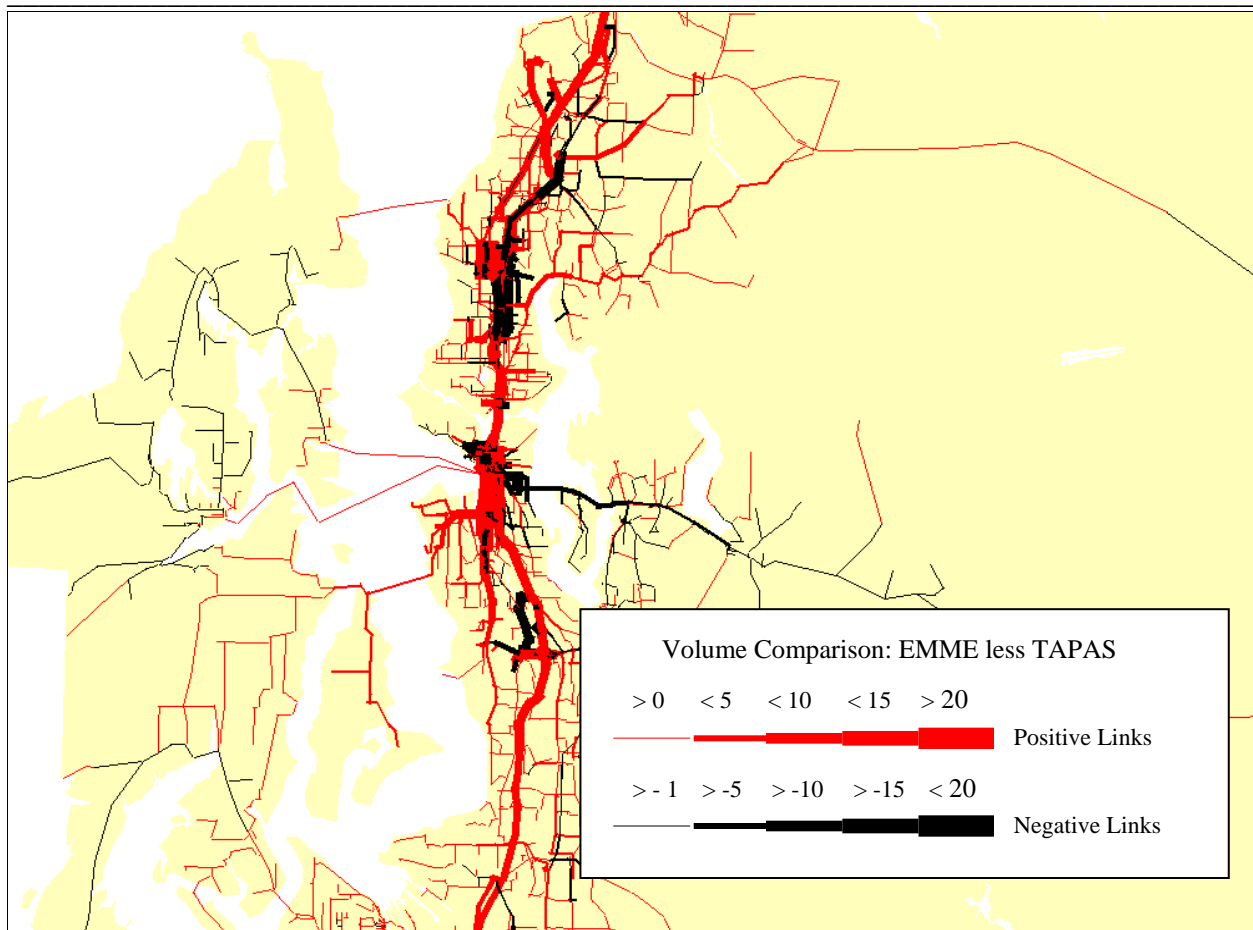 Volume Comparison: EMME less TAPAS
> 0 < 5 < 10 < 15 > 20
Positive Links
> - 1 > -5 > -10 > -15 < 20
Negative Links